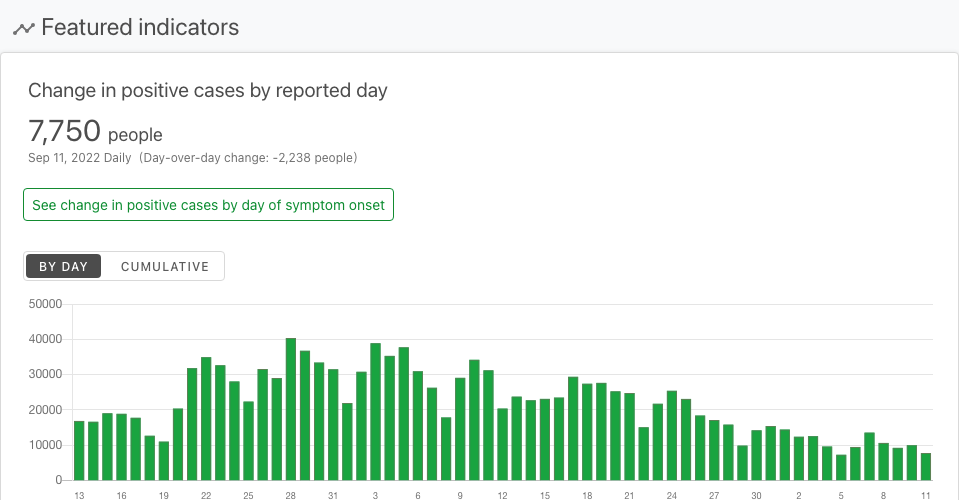 Featured indicators
Change in positive cases by reported day
7,750 people
Sep 11, 2022 Daily (Day-over-day change: -2,238 people)
See change in positive cases by day of symptom onset
BY DAY CUMULATIVE
50000
40000
30000
20000
10000
0
13 16 19 22 25 28 31 3 6 9 12 15 18 21 24 27 30 2 5 8 11